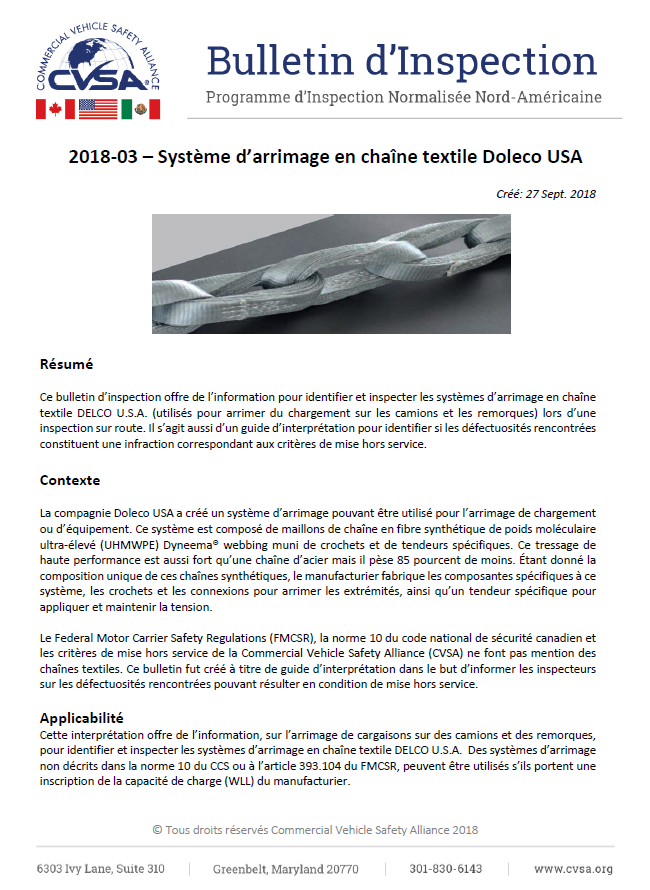 COMMERCIAL VEHICLE SAFETY ALLIANCE
CVSA®
Bulletin d’Inspection
Programme d’Inspection Normalisée Nord-Américaine
2018-03 – Système d’arrimage en chaîne textile Doleco USA
Créé: 27 Sept. 2018
Résumé
Ce bulletin d’inspection offre de l’information pour identifier et inspecter les systèmes d’arrimage en chaîne
textile DELCO U.S.A. (utilisés pour arrimer du chargement sur les camions et les remorques) lors d’une
inspection sur route. Il s’agit aussi d’un guide d’interprétation pour identifier si les défectuosités rencontrées
constituent une infraction correspondant aux critères de mise hors service.
Contexte
La compagnie Doleco USA a créé un système d’arrimage pouvant être utilisé pour l’arrimage de chargement
ou d’équipement. Ce système est composé de maillons de chaîne en fibre synthétique de poids moléculaire
ultra-élevé (UHMWPE) Dyneema® webbing muni de crochets et de tendeurs spécifiques. Ce tressage de
haute performance est aussi fort qu’une chaîne d’acier mais il pèse 85 pourcent de moins. Étant donné la
composition unique de ces chaînes synthétiques, le manufacturier fabrique les composantes spécifiques à ce
système, les crochets et les connexions pour arrimer les extrémités, ainsi qu’un tendeur spécifique pour
appliquer et maintenir la tension.
Le Federal Motor Carrier Safety Regulations (FMCSR), la norme 10 du code national de sécurité canadien et
les critères de mise hors service de la Commercial Vehicle Safety Alliance (CVSA) ne font pas mention des
chaînes textiles. Ce bulletin fut créé à titre de guide d’interprétation dans le but d’informer les inspecteurs
sur les défectuosités rencontrées pouvant résulter en condition de mise hors service.
Applicabilité
Cette interprétation offre de l’information, sur l’arrimage de cargaisons sur des camions et des remorques,
pour identifier et inspecter les systèmes d’arrimage en chaîne textile DELCO U.S.A. Des systèmes d’arrimage
non décrits dans la norme 10 du CCS ou à l’article 393.104 du FMCSR, peuvent être utilisés s’ils portent une
inscription de la capacité de charge (WLL) du manufacturier.
© Tous droits réservés Commercial Vehicle Safety Alliance 2018
6303 Ivy Lane, Suite 310 | Greenbelt, Maryland 20770 | 301-830-6143 | www.cvsa.org